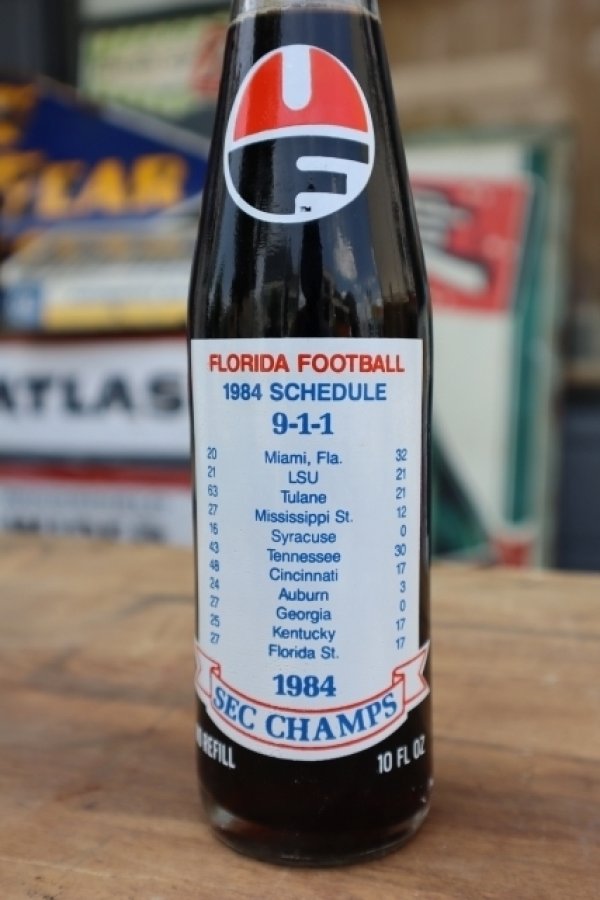 UF
FLORIDA FOOTBALL
1984 SCHEDULE
9-1-1
20 Miami, Fla. 32
21 LSU 21
63 Tulane 21
27 Mississippi St. 12
16 Syracuse 0
43 Tennessee 30
48 Cincinnati 17
24 Auburn 3
27 Georgia 0
25 Kentucky 17
27 Florida St. 17
1984
SEC CHAMPS
REFILL
10 FL OZ
ATLAS